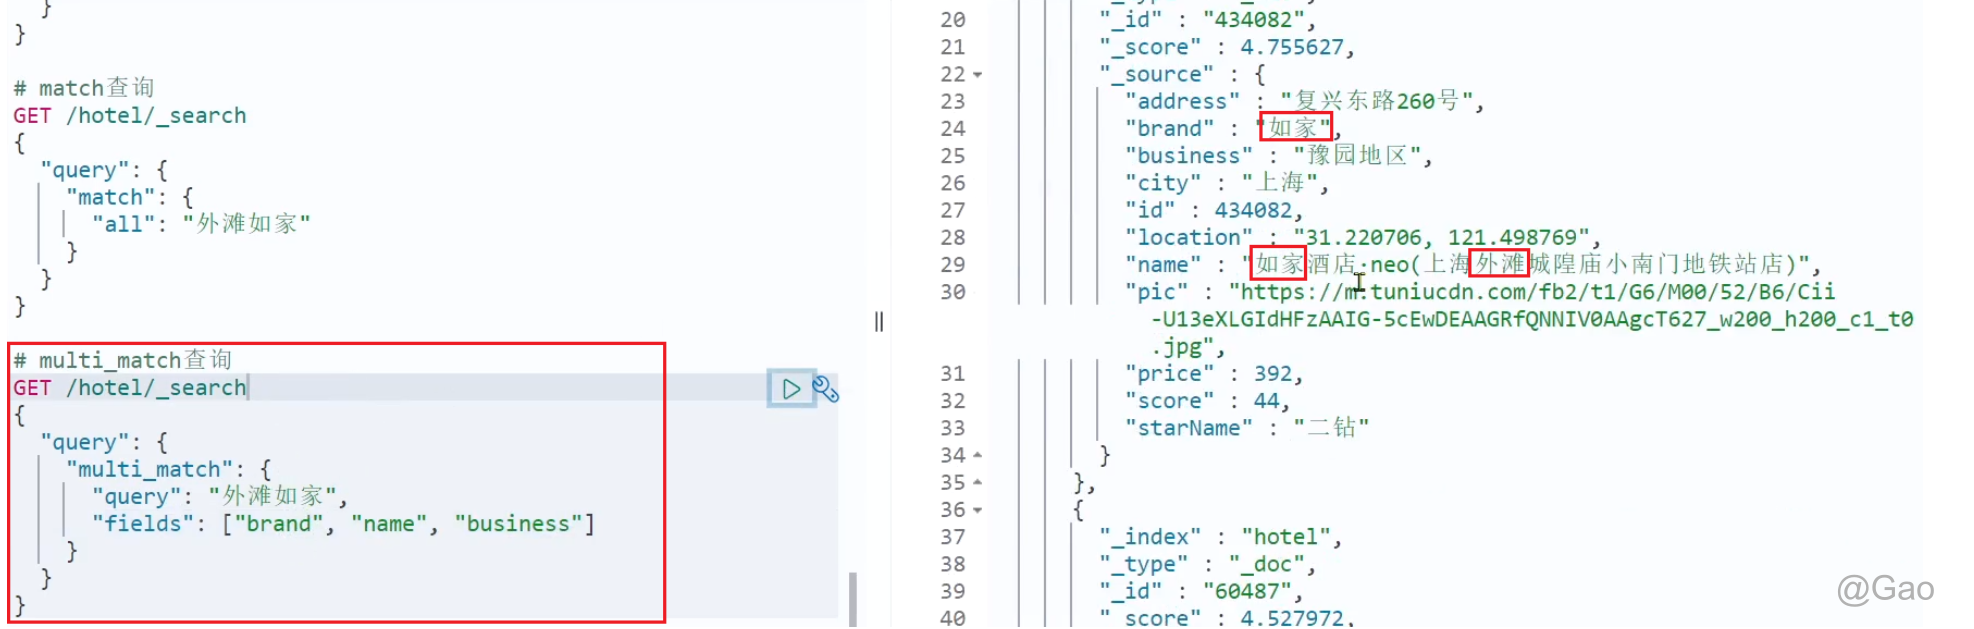 }
}
# match查询
GET /hotel/_search
{
"query": {
"match": {
"all": "外滩如家"
}
}
}
# multi_match查询
GET /hotel/_search
{
"query": {
"multi_match": {
"query": "外滩如家",
"fields": ["brand", "name", "business"]
}
}
}
20 "_id" : "434082",
21 "_score" : 4.755627,
22 "_source" : {
23 "address" : "复兴东路260号",
24 "brand" : "如家",
25 "business" : "豫园地区",
26 "city" : "上海",
27 "id" : 434082,
28 "location" : "31.220706, 121.498769",
29 "name" : "如家酒店·neo(上海外滩城隍庙小南门地铁站店)",
30 "pic" : "https://m.tuniucdn.com/fb2/t1/G6/M00/52/B6/Cii
-U13eXLGIdHFzAAIG-5cEwDEAAGRfQNNIV0AAgcT627_w200_h200_c1_t0
.jpg",
31 "price" : 392,
32 "score" : 44,
33 "starName" : "二钻"
34 }
35 },
36 {
37 "_index" : "hotel",
38 "_type" : "_doc",
39 "_id" : "60487",
40 "_score" : 4.527972,
@Gao